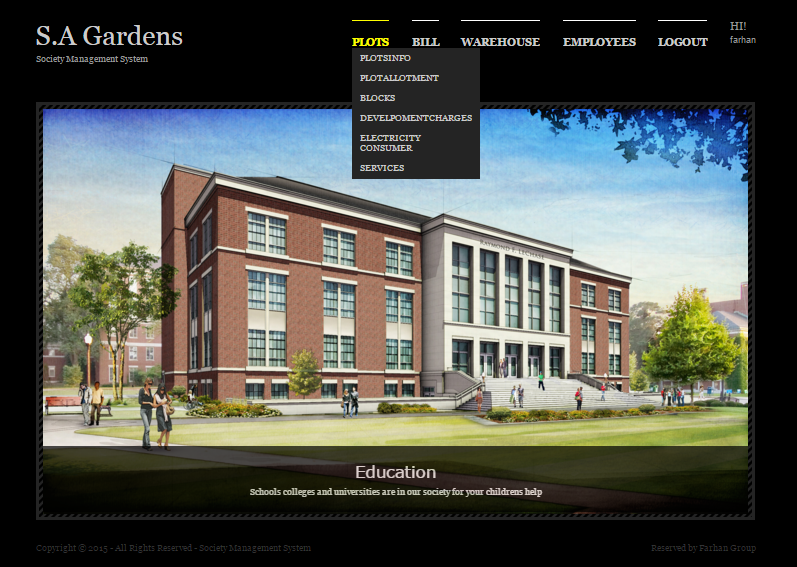 S.A Gardens
Society Management System
PLOTS BILL WAREHOUSE EMPLOYEES LOGOUT
HI!
farhan
PLOTSINFO
PLOTALLOTMENT
BLOCKS
DEVELPOMENTCHARGES
ELECTRICITY
CONSUMER
SERVICES
RAYMOND F. LECHASE
Education
Schools colleges and universities are in our society for your childrens help
Copyright © 2015 - All Rights Reserved - Society Management System
Reserved by Farhan Group